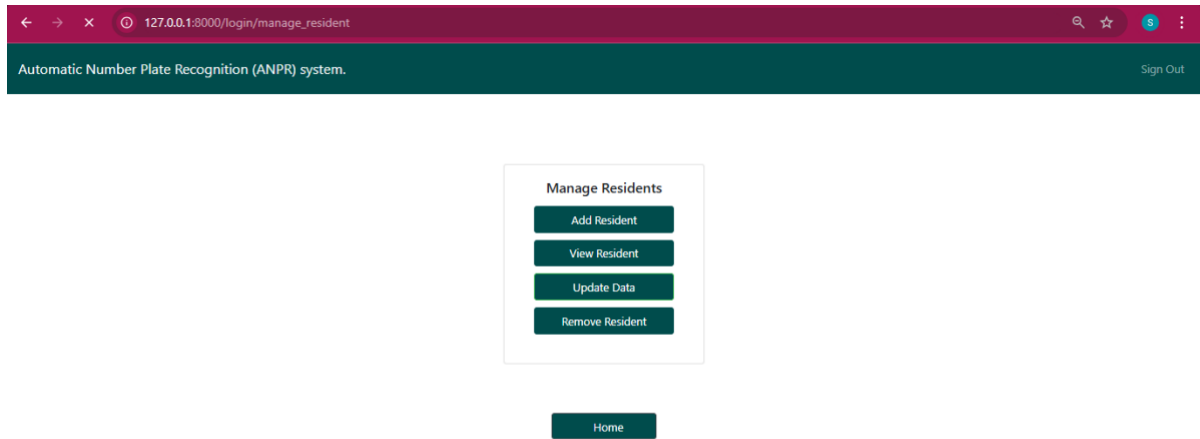 127.0.0.1:8000/login/manage_resident
S
Automatic Number Plate Recognition (ANPR) system.
Sign Out
Manage Residents
Add Resident
View Resident
Update Data
Remove Resident
Home